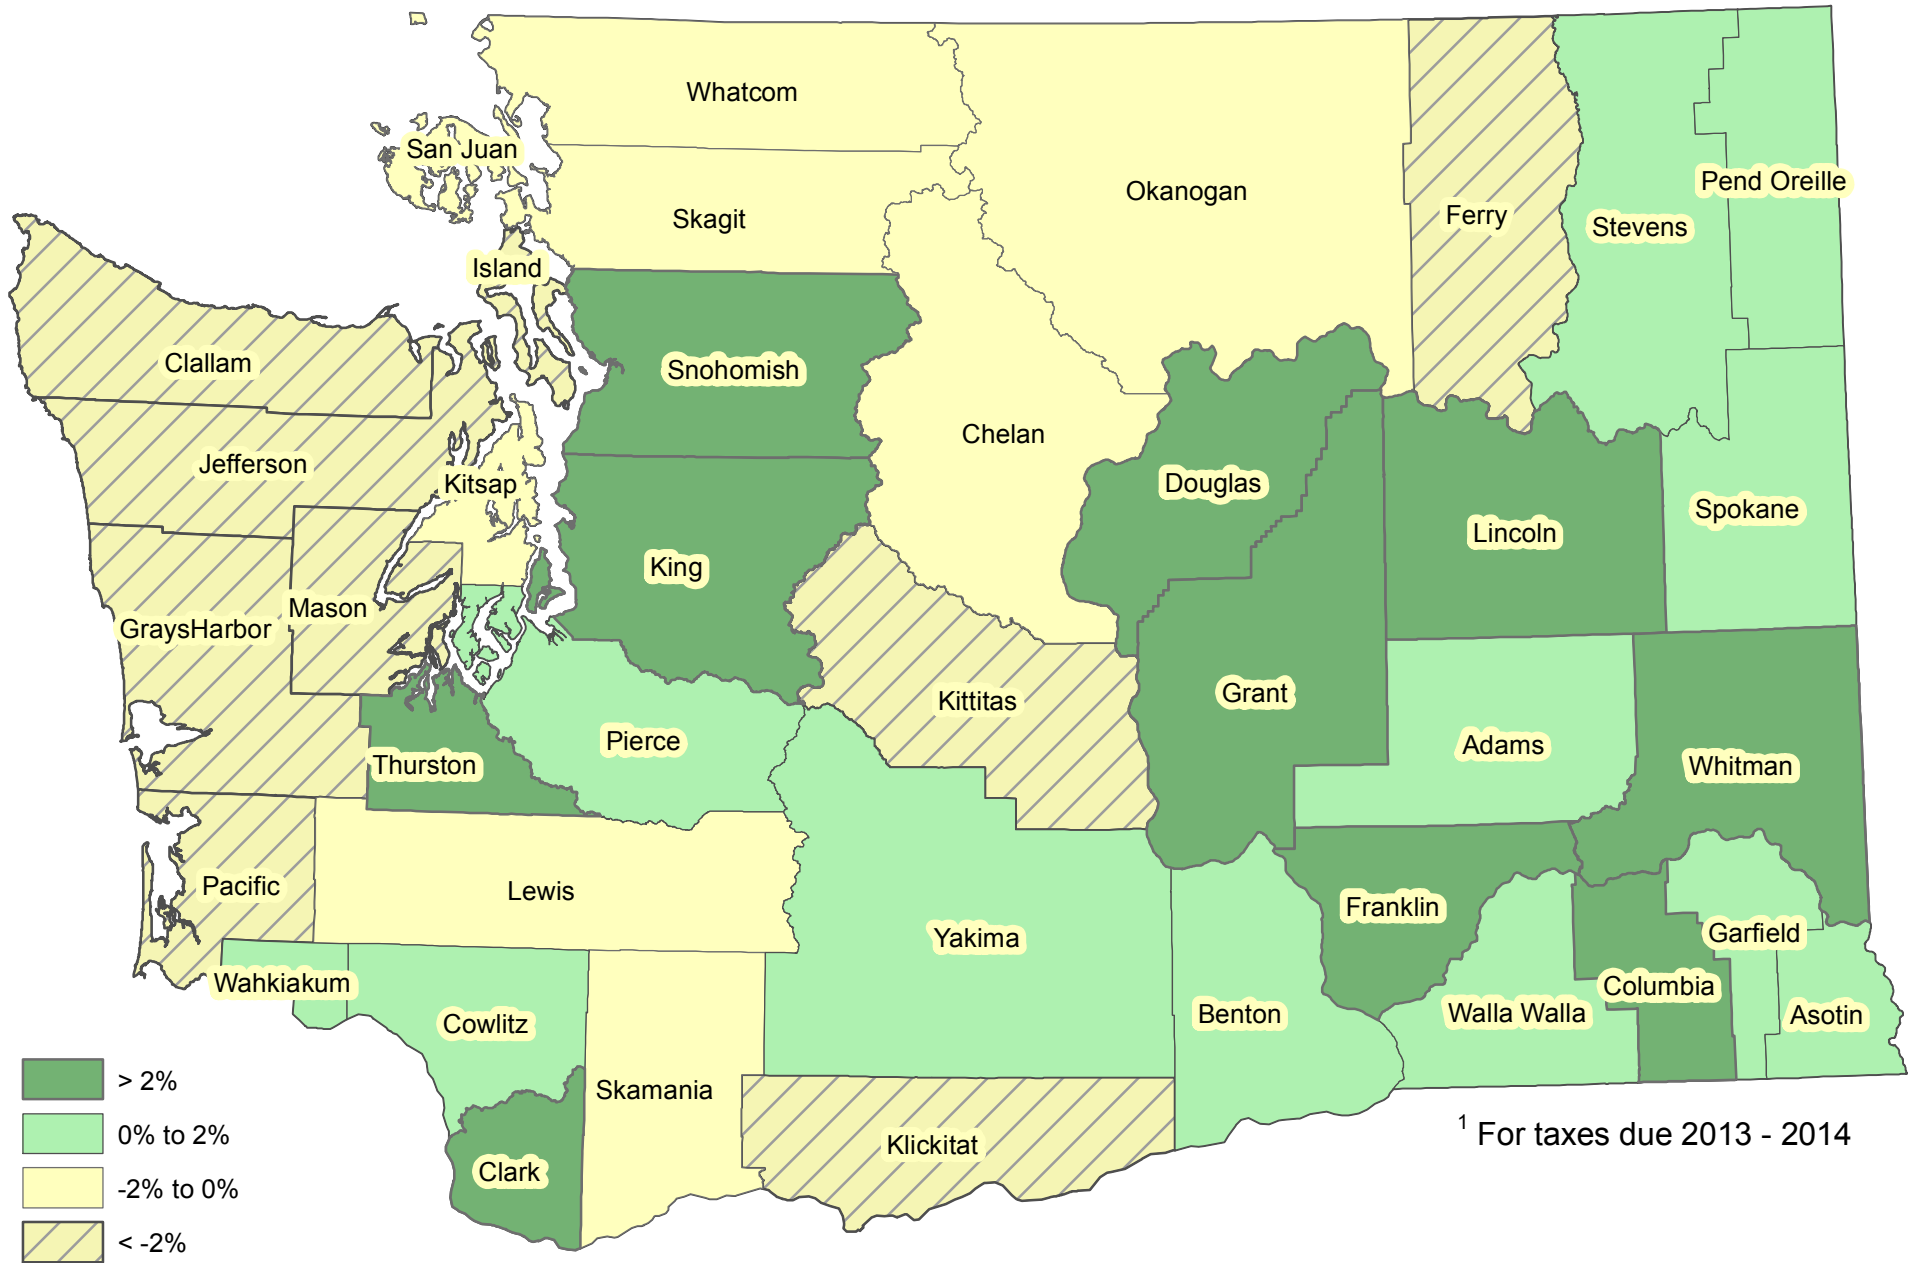 Whatcom
San Juan
Okanogan
Pend Oreille
Skagit
Ferry
Stevens
Island
Clallam
Snohomish
Chelan
Jefferson
Kitsap
Douglas
Spokane
Lincoln
King
Mason
GraysHarbor
Grant
Kittitas
Pierce
Adams
Thurston
Whitman
Pacific
Lewis
Franklin
Yakima
Garfield
Wahkiakum
Columbia
Cowlitz
Benton
Walla Walla
Asotin
Skamania
Klickitat
Clark
> 2%
0% to 2%
-2% to 0%
< -2%
¹ For taxes due 2013 - 2014